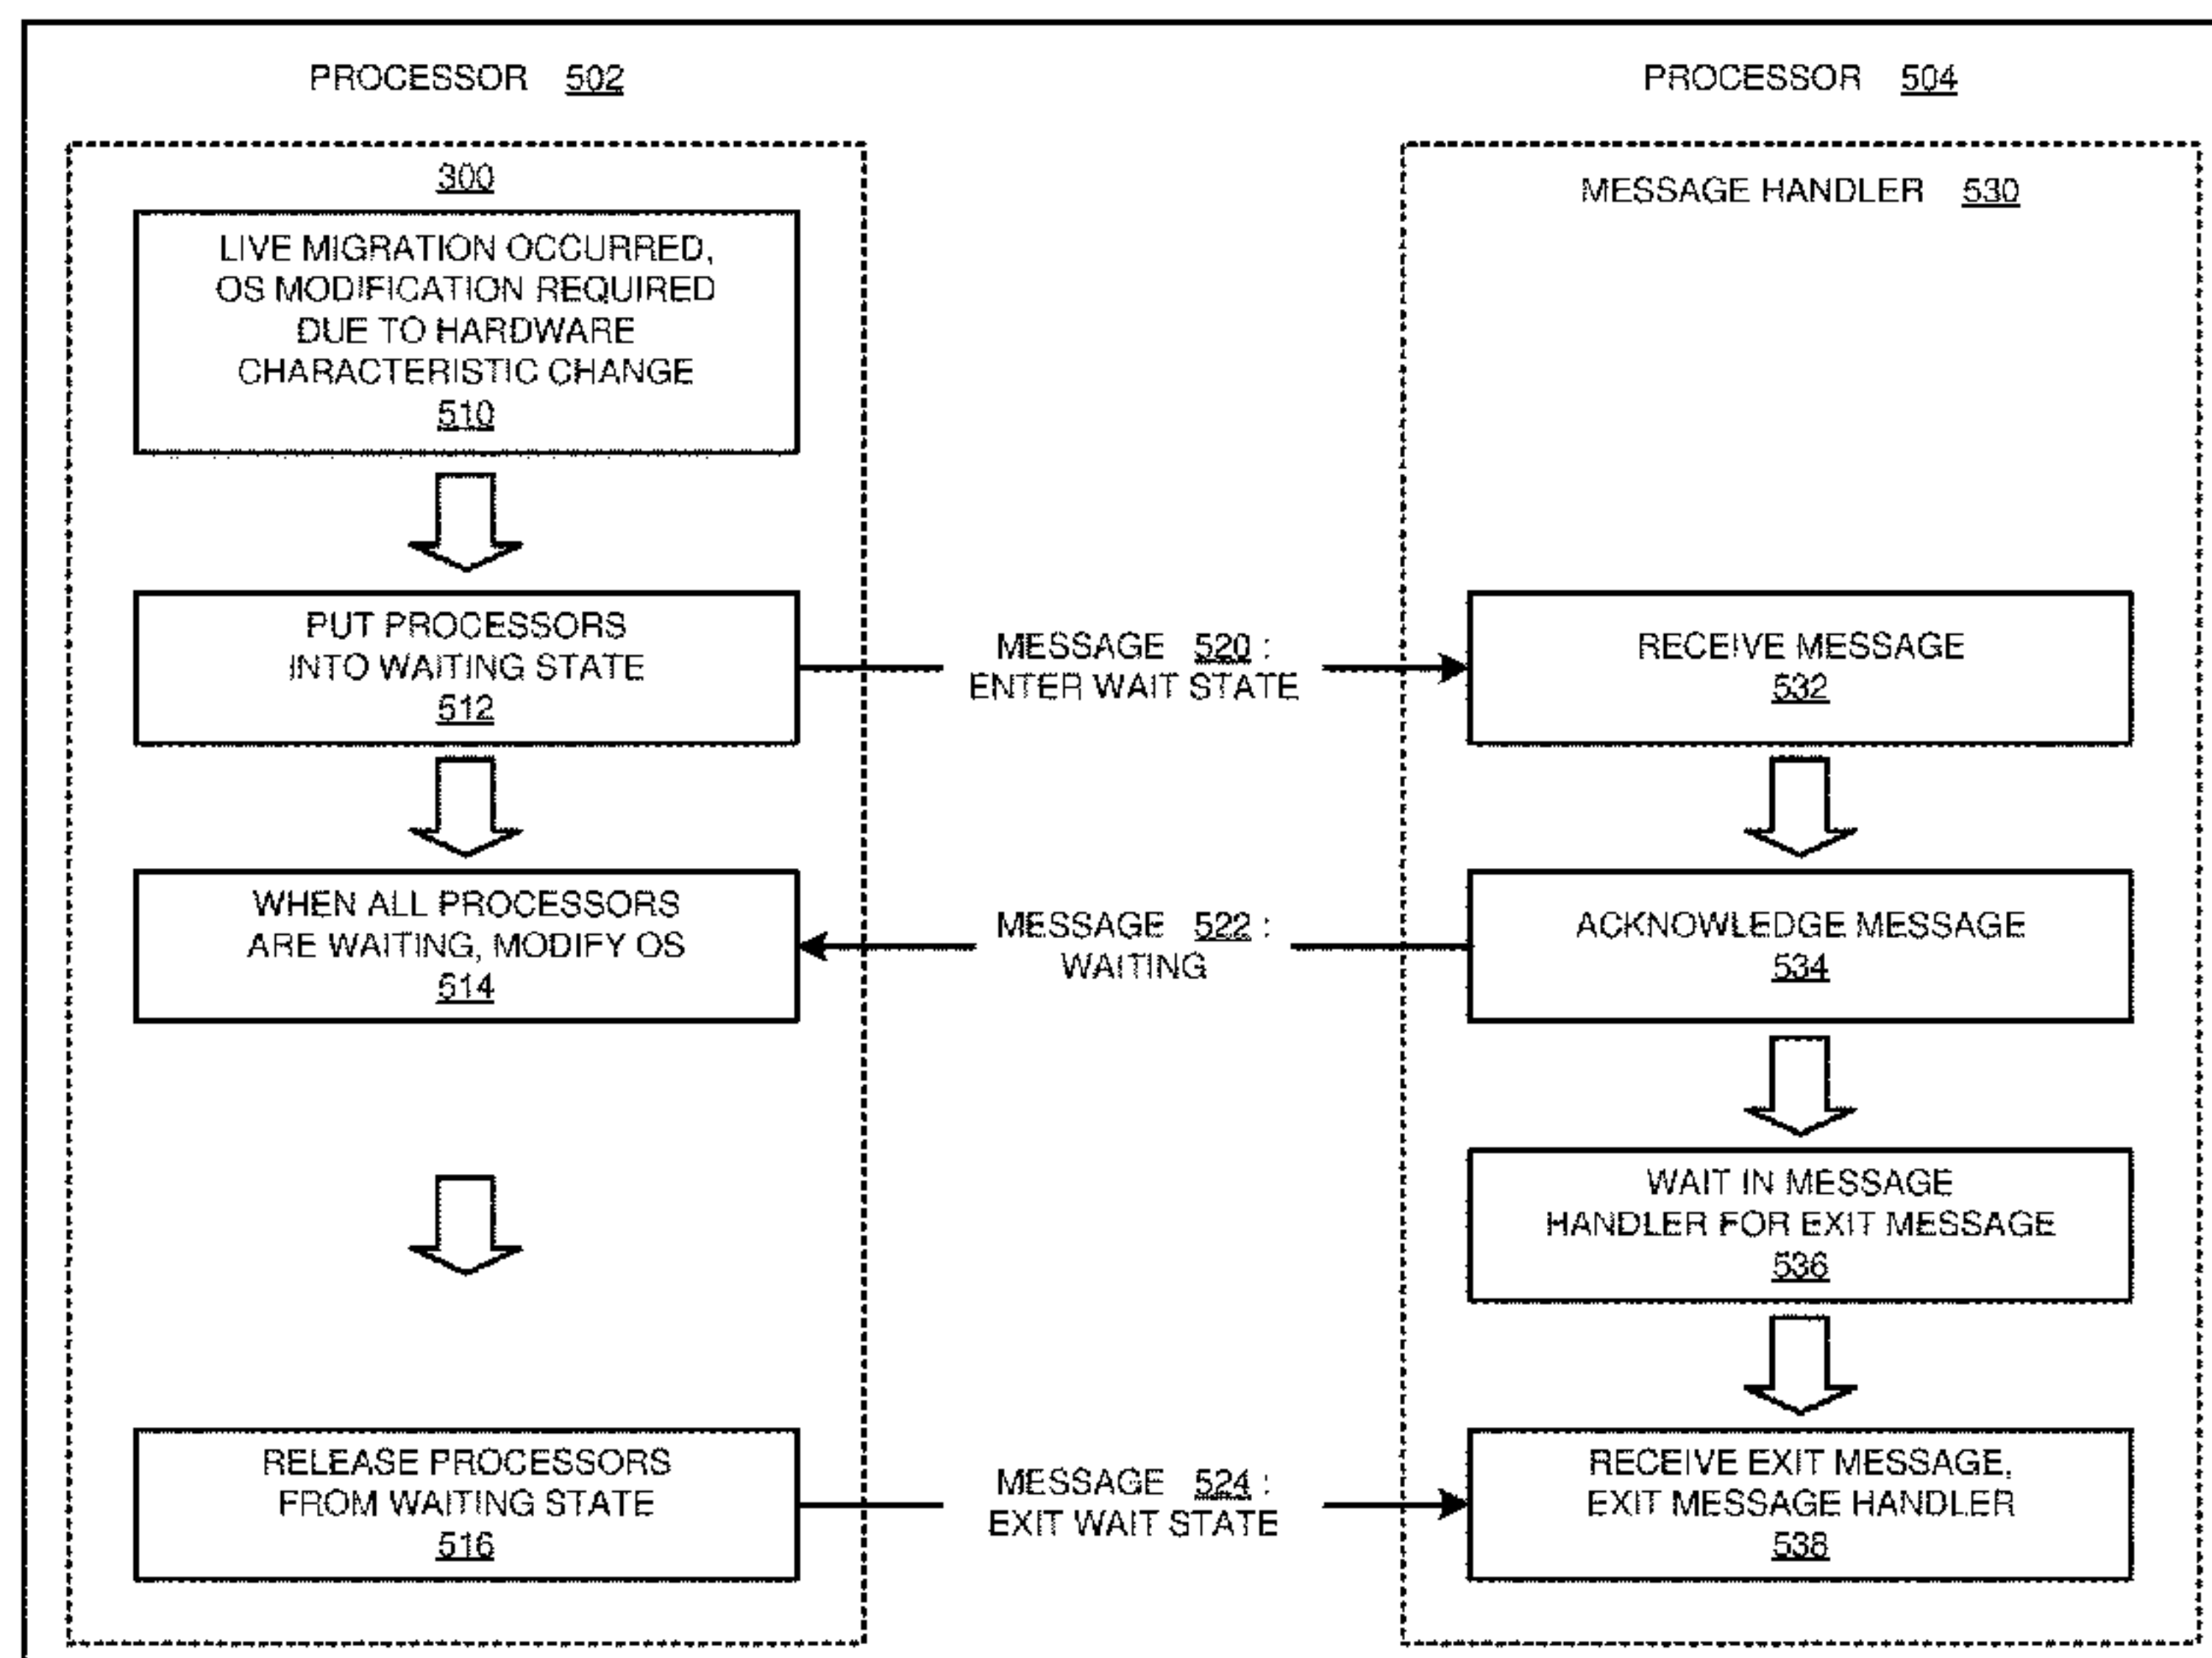 PROCESSOR 502
300
LIVE MIGRATION OCCURRED,
OS MODIFICATION REQUIRED
DUE TO HARDWARE
CHARACTERISTIC CHANGE
510
PUT PROCESSORS
INTO WAITING STATE
512
WHEN ALL PROCESSORS
ARE WAITING, MODIFY OS
514
RELEASE PROCESSORS
FROM WAITING STATE
516
MESSAGE 520 :
ENTER WAIT STATE
MESSAGE 522 :
WAITING
MESSAGE 524 :
EXIT WAIT STATE
PROCESSOR 504
MESSAGE HANDLER 530
RECEIVE MESSAGE
532
ACKNOWLEDGE MESSAGE
534
WAIT IN MESSAGE
HANDLER FOR EXIT MESSAGE
536
RECEIVE EXIT MESSAGE,
EXIT MESSAGE HANDLER
538